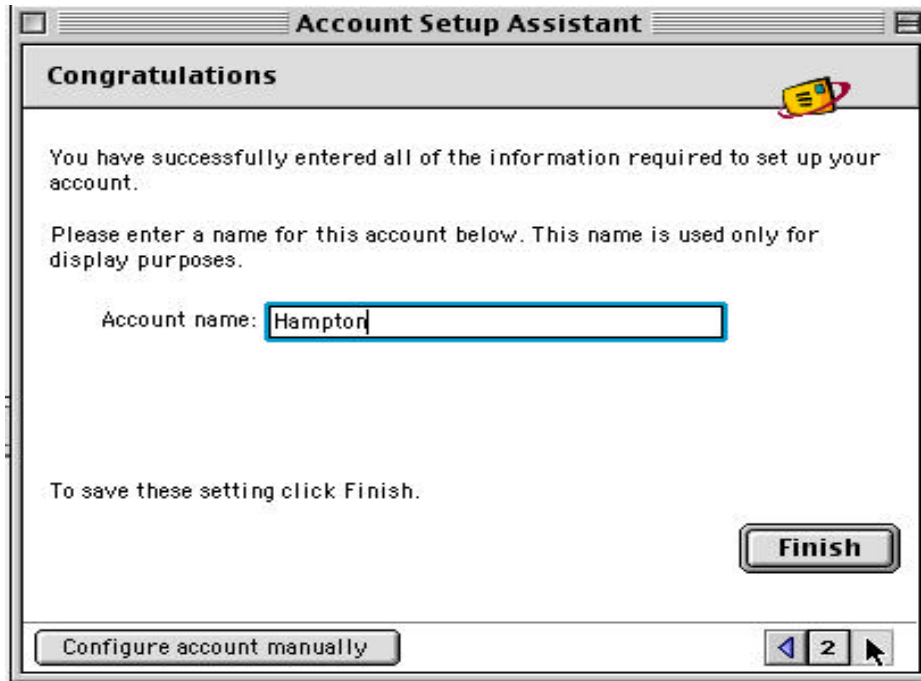 Account Setup Assistant
Congratulations
You have successfully entered all of the information required to set up your
account.
Please enter a name for this account below. This name is used only for
display purposes.
Account name: Hampton
To save these setting click Finish.
Finish
Configure account manually
2